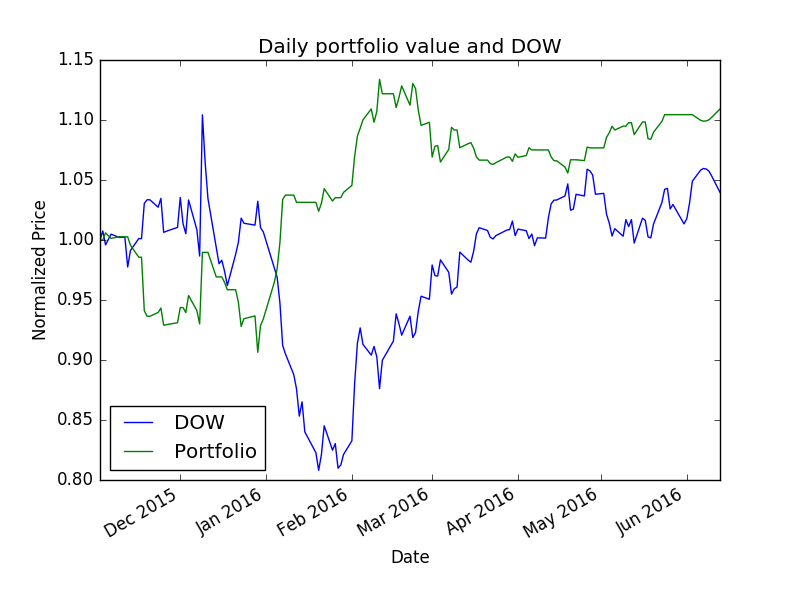 Daily portfolio value and DOW
1.15
1.10
1.05
1.00
0.95
0.90
0.85
0.80
Normalized Price
DOW
Portfolio
Dec 2015
Jan 2016
Feb 2016
Mar 2016
Apr 2016
May 2016
Jun 2016
Date